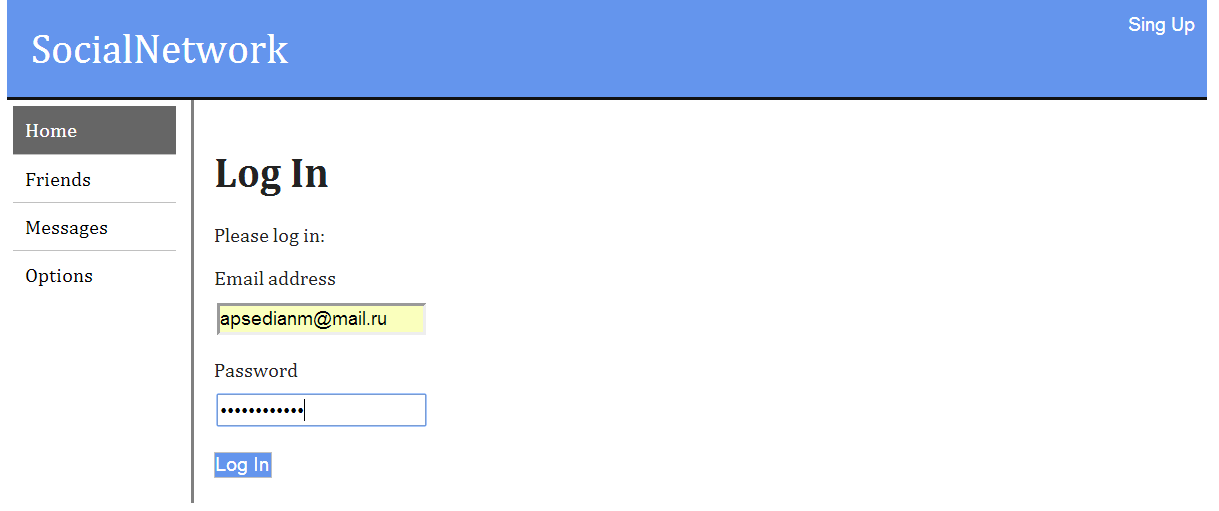 Sing Up
SocialNetwork
Home
Friends
Messages
Options
Log In
Please log in:
Email address
apsedianm@mail.ru
Password
••••••••••••
Log In